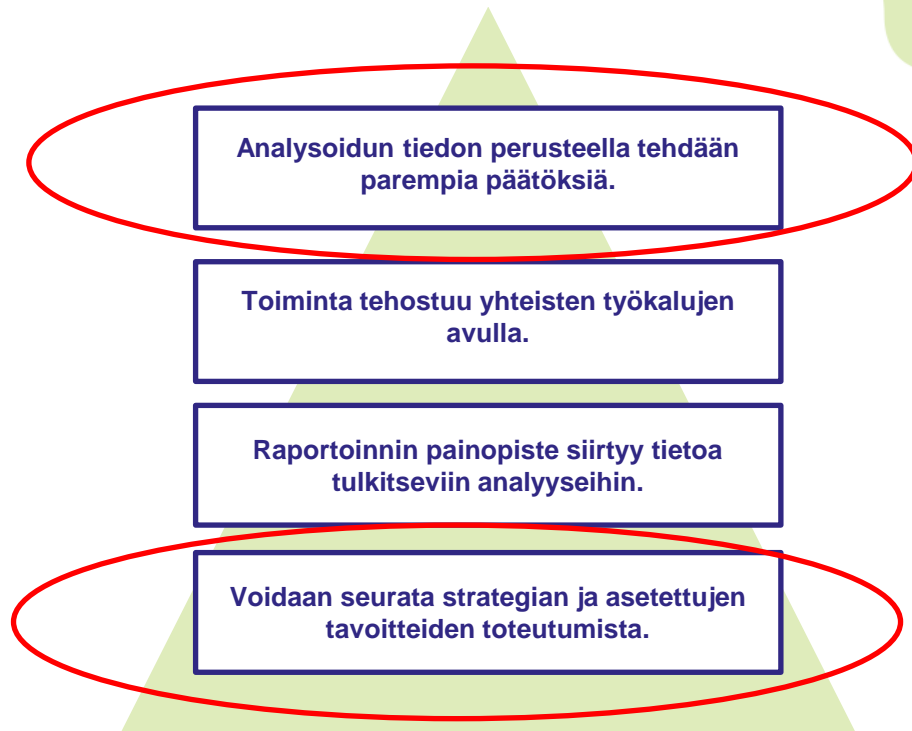 Analysoidun tiedon perusteella tehdään
parempia päätöksiä.
Toiminta tehostuu yhteisten työkalujen
avulla.
Raportoinnin painopiste siirtyy tietoa
tulkitseviin analyyseihin.
Voidaan seurata strategian ja asetettujen
tavoitteiden toteutumista.